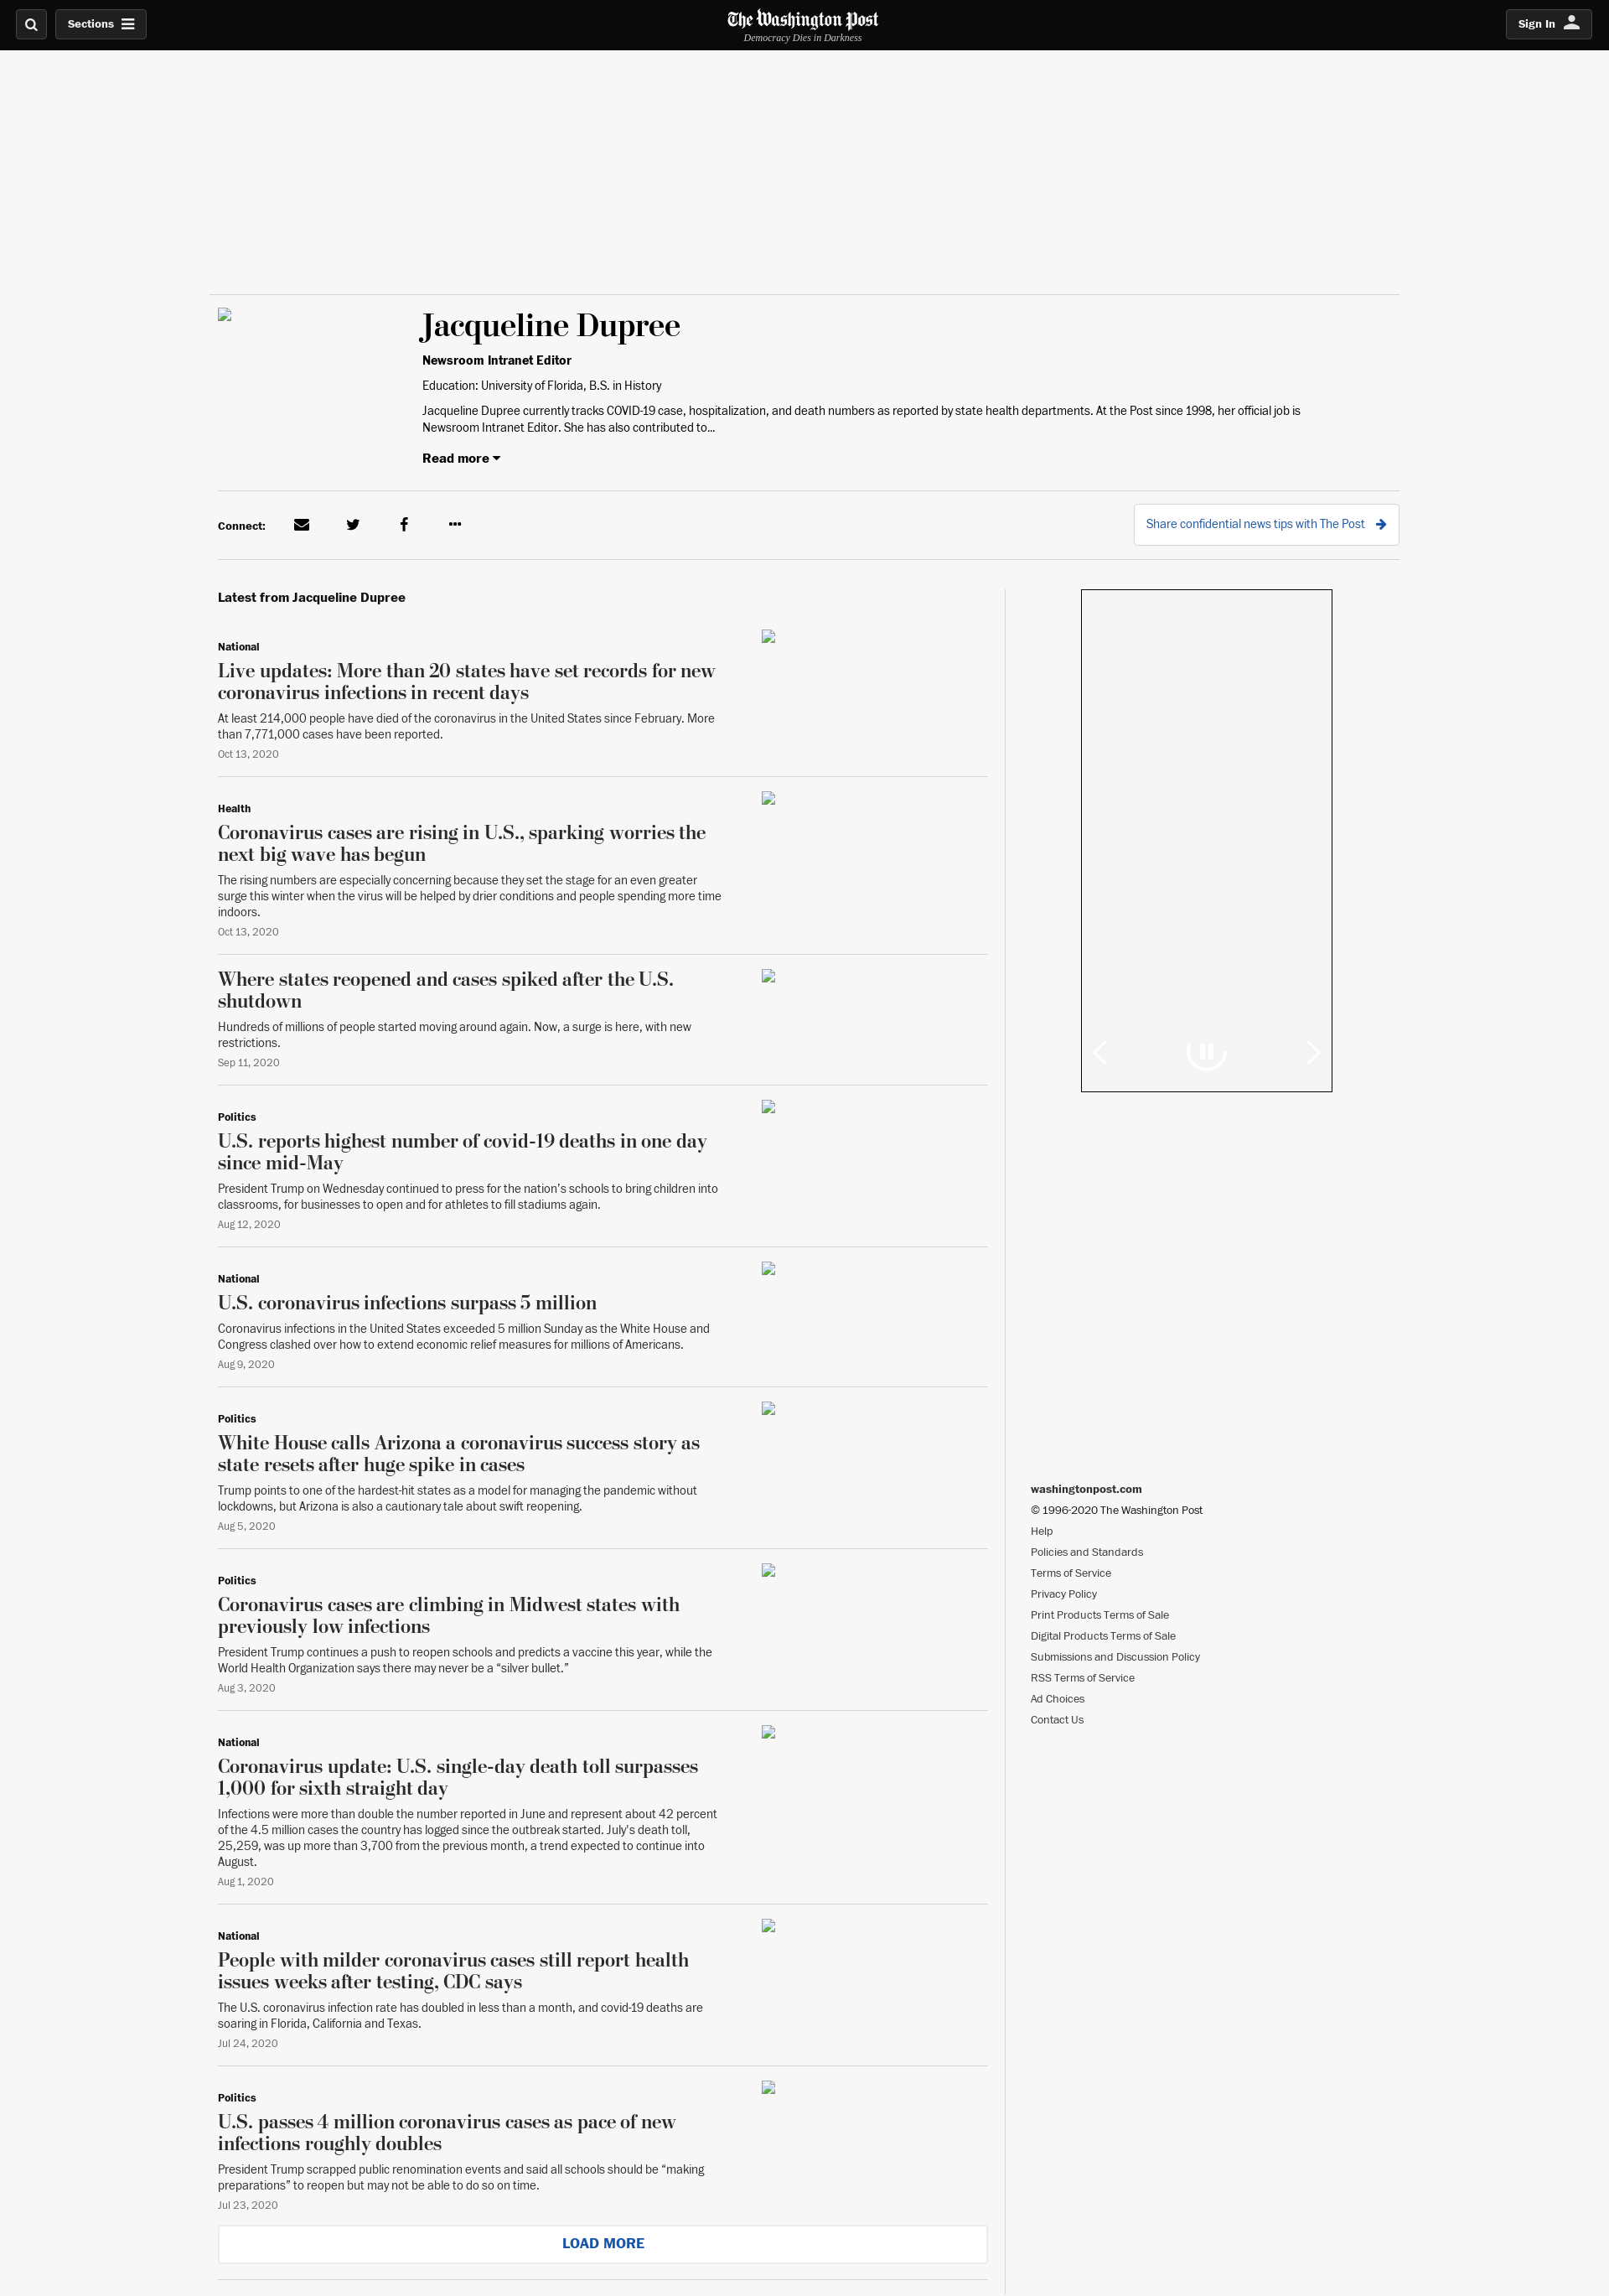 Sections
The Washington Post
Democracy Dies in Darkness
Sign In
Jacqueline Dupree
Newsroom Intranet Editor
Education: University of Florida, B.S. in History
Jacqueline Dupree currently tracks COVID-19 case, hospitalization, and death numbers as reported by state health departments. At the Post since 1998, her official job is
Newsroom Intranet Editor. She has also contributed to...
Read more
Connect:
Share confidential news tips with The Post
Latest from Jacqueline Dupree
National
Live updates: More than 20 states have set records for new
coronavirus infections in recent days
At least 214,000 people have died of the coronavirus in the United States since February. More
than 7,771,000 cases have been reported.
Oct 13, 2020
Health
Coronavirus cases are rising in U.S., sparking worries the
next big wave has begun
The rising numbers are especially concerning because they set the stage for an even greater
surge this winter when the virus will be helped by drier conditions and people spending more time
indoors.
Oct 13, 2020
Where states reopened and cases spiked after the U.S.
shutdown
Hundreds of millions of people started moving around again. Now, a surge is here, with new
restrictions.
Sep 11, 2020
Politics
U.S. reports highest number of covid-19 deaths in one day
since mid-May
President Trump on Wednesday continued to press for the nation’s schools to bring children into
classrooms, for businesses to open and for athletes to fill stadiums again.
Aug 12, 2020
National
U.S. coronavirus infections surpass 5 million
Coronavirus infections in the United States exceeded 5 million Sunday as the White House and
Congress clashed over how to extend economic relief measures for millions of Americans.
Aug 9, 2020
Politics
White House calls Arizona a coronavirus success story as
state resets after huge spike in cases
Trump points to one of the hardest-hit states as a model for managing the pandemic without
lockdowns, but Arizona is also a cautionary tale about swift reopening.
Aug 5, 2020
Politics
Coronavirus cases are climbing in Midwest states with
previously low infections
President Trump continues a push to reopen schools and predicts a vaccine this year, while the
World Health Organization says there may never be a “silver bullet.”
Aug 3, 2020
National
Coronavirus update: U.S. single-day death toll surpasses
1,000 for sixth straight day
Infections were more than double the number reported in June and represent about 42 percent
of the 4.5 million cases the country has logged since the outbreak started. July's death toll,
25,259, was up more than 3,700 from the previous month, a trend expected to continue into
August.
Aug 1, 2020
National
People with milder coronavirus cases still report health
issues weeks after testing, CDC says
The U.S. coronavirus infection rate has doubled in less than a month, and covid-19 deaths are
soaring in Florida, California and Texas.
Jul 24, 2020
Politics
U.S. passes 4 million coronavirus cases as pace of new
infections roughly doubles
President Trump scrapped public renomination events and said all schools should be “making
preparations” to reopen but may not be able to do so on time.
Jul 23, 2020
LOAD MORE
washingtonpost.com
© 1996-2020 The Washington Post
Help
Policies and Standards
Terms of Service
Privacy Policy
Print Products Terms of Sale
Digital Products Terms of Sale
Submissions and Discussion Policy
RSS Terms of Service
Ad Choices
Contact Us